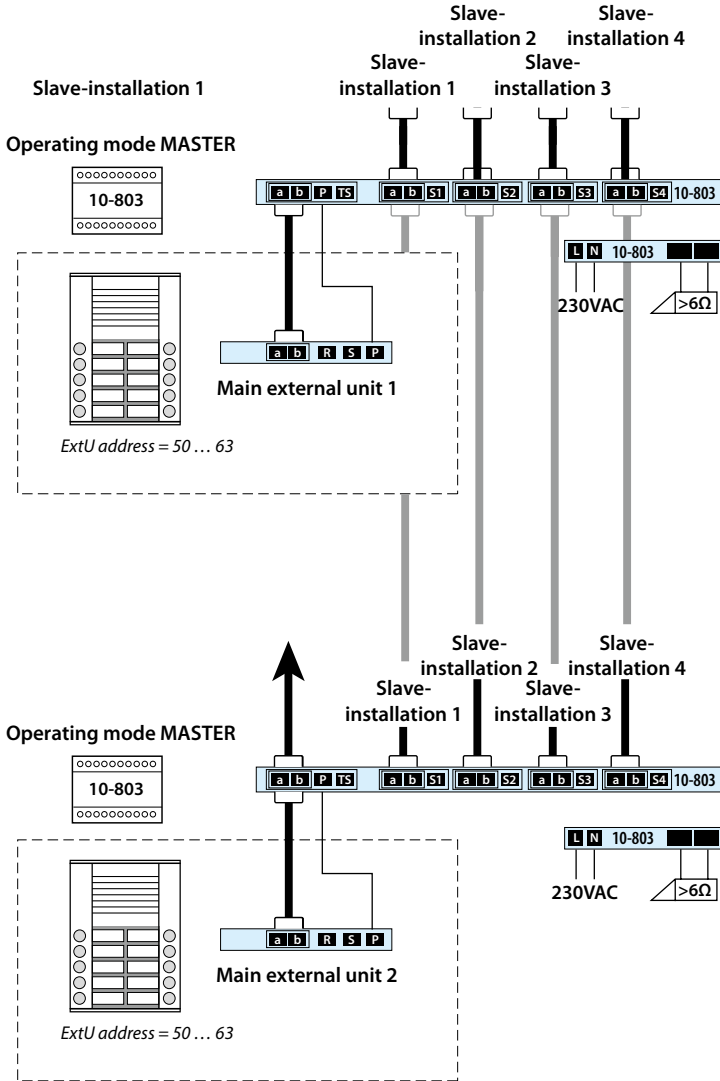 Slave-
installation 2
Slave-
installation 4
Slave-
installation 1
Slave-
installation 3
Slave-installation 1
Operating mode MASTER
10-803
a b P TS a b S1 a b S2 a b S3 a b S4 10-803
L N 10-803
230VAC >6Ω
a b R S P
Main external unit 1
ExtU address = 50 … 63
Slave-
installation 2
Slave-
installation 4
Slave-
installation 1
Slave-
installation 3
Operating mode MASTER
10-803
a b P TS a b S1 a b S2 a b S3 a b S4 10-803
L N 10-803
230VAC >6Ω
a b R S P
Main external unit 2
ExtU address = 50 … 63